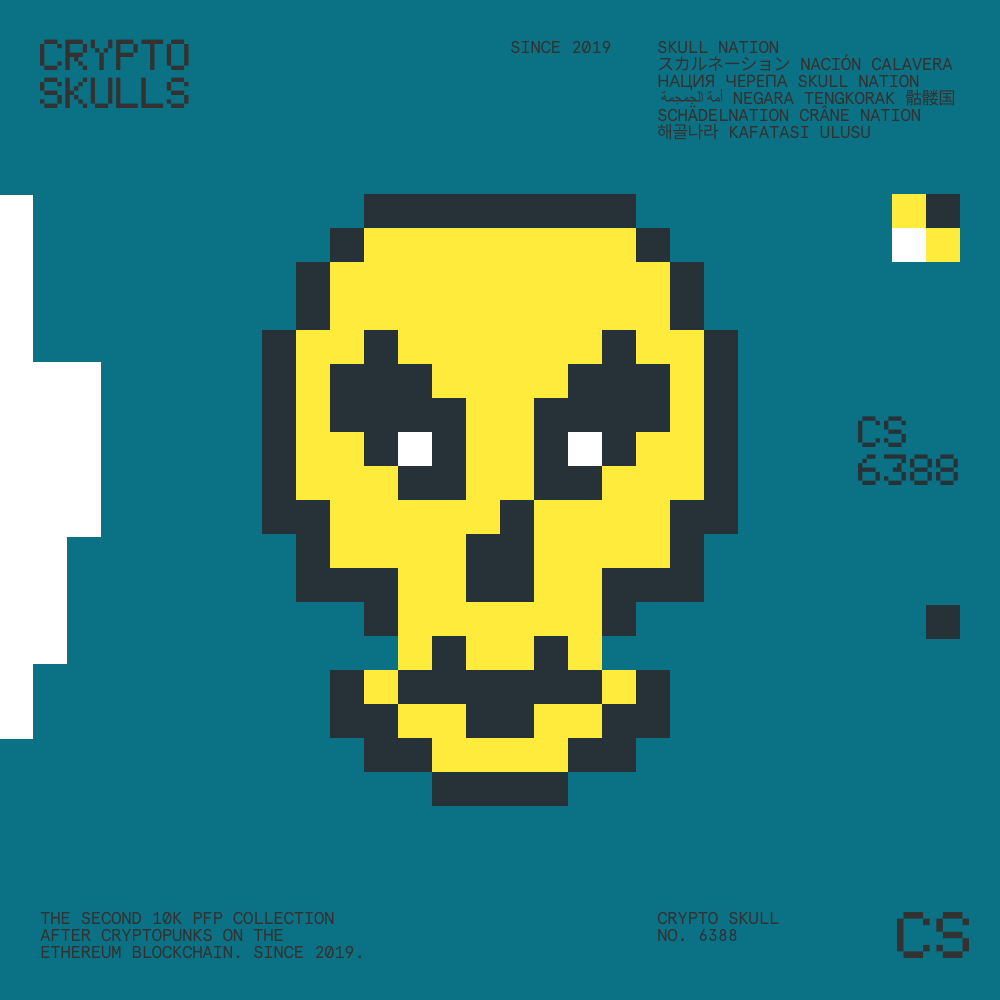 CRYPTO
SKULLS
SINCE 2019
SKULL NATION
スカルネーション NACIÓN CALAVERA
НАЦИЯ ЧЕРЕПА SKULL NATION
أمة الجمجمة NEGARA TENGKORAK 骷髅国
SCHÄDELNATION CRÂNE NATION
해골나라 KAFATASI ULUSU
CS
6388
THE SECOND 10K PFP COLLECTION
AFTER CRYPTOPUNKS ON THE
ETHEREUM BLOCKCHAIN. SINCE 2019.
CRYPTO SKULL
NO. 6388
CS